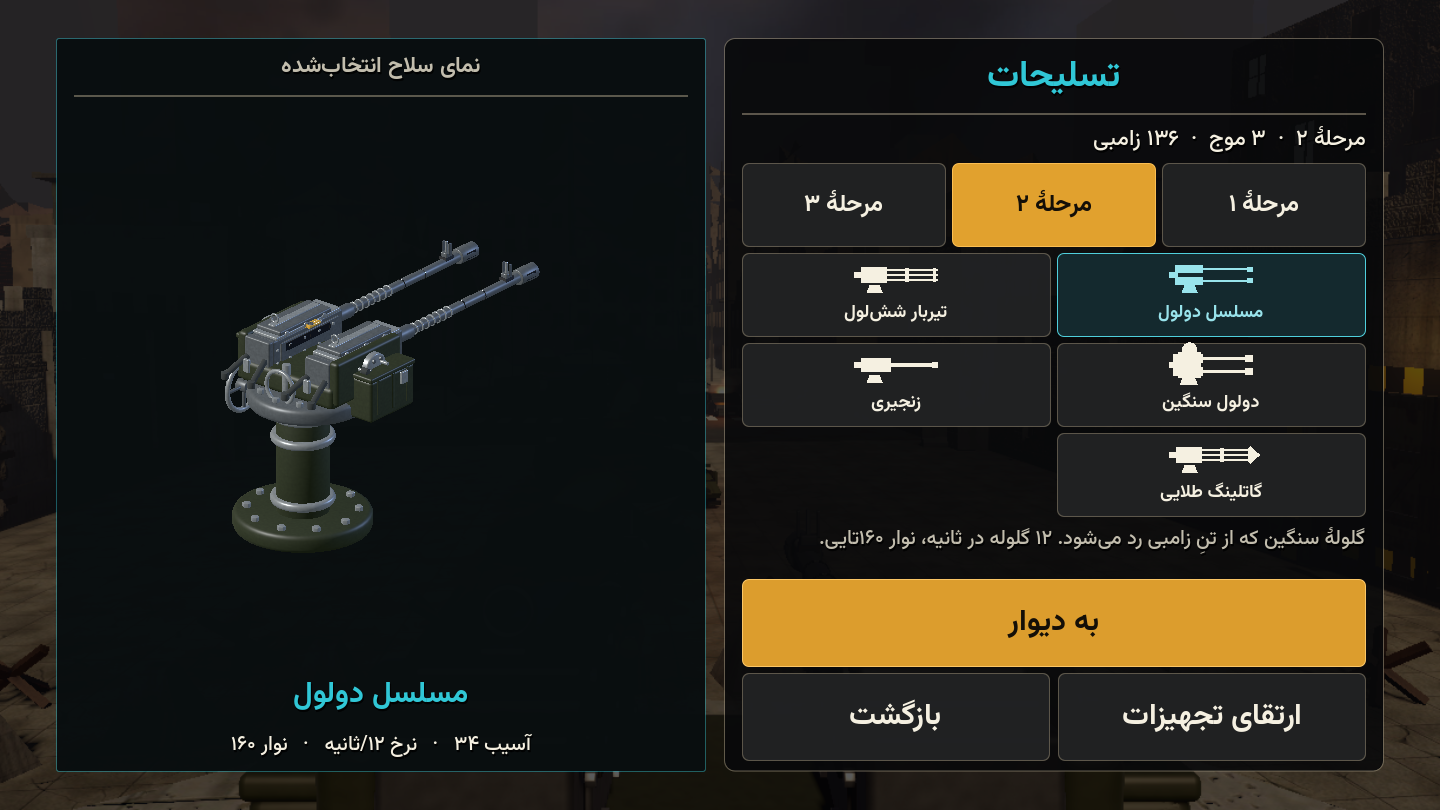 تسلیحات
مرحلهٔ ۲ · ۳ موج · ۱۳۶ زامبی
مرحلهٔ ۱
مرحلهٔ ۲
مرحلهٔ ۳
مسلسل دولول
تیربار شش‌لول
دولول سنگین
زنجیری
گاتلینگ طلایی
گلولهٔ سنگین که از تنِ زامبی رد می‌شود. ۱۲ گلوله در ثانیه، نوار ۱۶۰تایی.
به دیوار
ارتقای تجهیزات
بازگشت
نمای سلاح انتخاب‌شده
مسلسل دولول
آسیب ۳۴ · نرخ ۱۲/ثانیه · نوار ۱۶۰